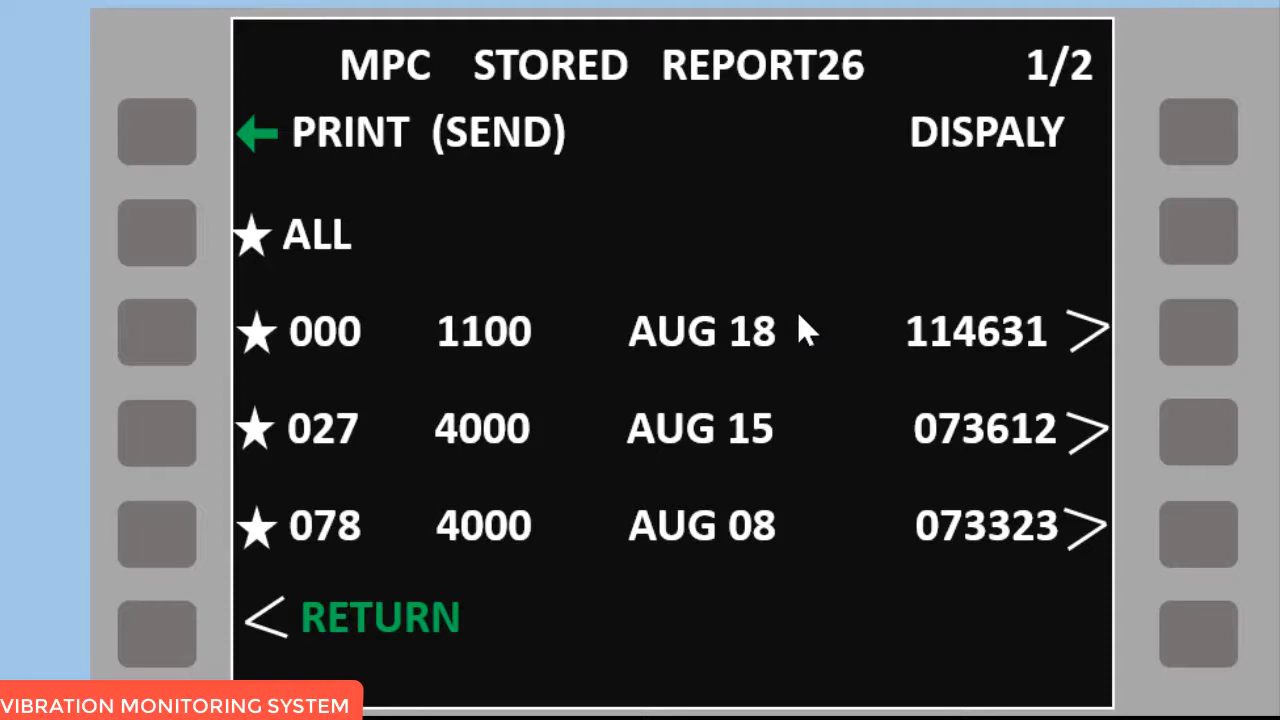 MPC STORED REPORT26 1/2
← PRINT (SEND) DISPALY
★ ALL
★ 000 1100 AUG 18 114631 >
★ 027 4000 AUG 15 073612 >
★ 078 4000 AUG 08 073323 >
< RETURN
VIBRATION MONITORING SYSTEM